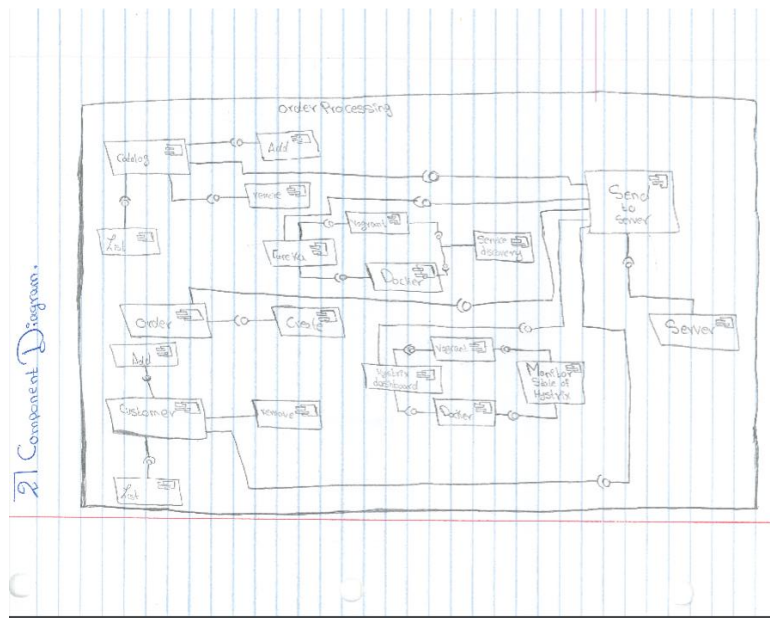 2] Component Diagram.
Order Processing
Catalog
Add
remove
List
Eureka
vagrant
Docker
Service
discovery
Send
to
Server
Server
Order
Create
Add
Customer
remove
List
Hystrix
dashboard
vagrant
Docker
Monitor
State of
Hystrix